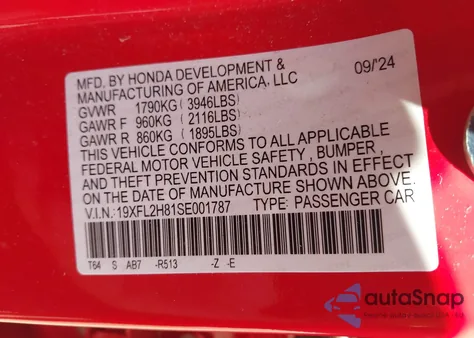 MFD. BY HONDA DEVELOPMENT & 09/'24
MANUFACTURING OF AMERICA, LLC
GVWR 1790KG ( 3946LBS)
GAWR F 960KG ( 2116LBS)
GAWR R 860KG ( 1895LBS)
THIS VEHICLE CONFORMS TO ALL APPLICABLE
FEDERAL MOTOR VEHICLE SAFETY , BUMPER ,
AND THEFT PREVENTION STANDARDS IN EFFECT
ON THE DATE OF MANUFACTURE SHOWN ABOVE.
V.I.N.:19XFL2H81SE001787 TYPE: PASSENGER CAR
T64 S AB7 -R513 -Z -E
autaSnap